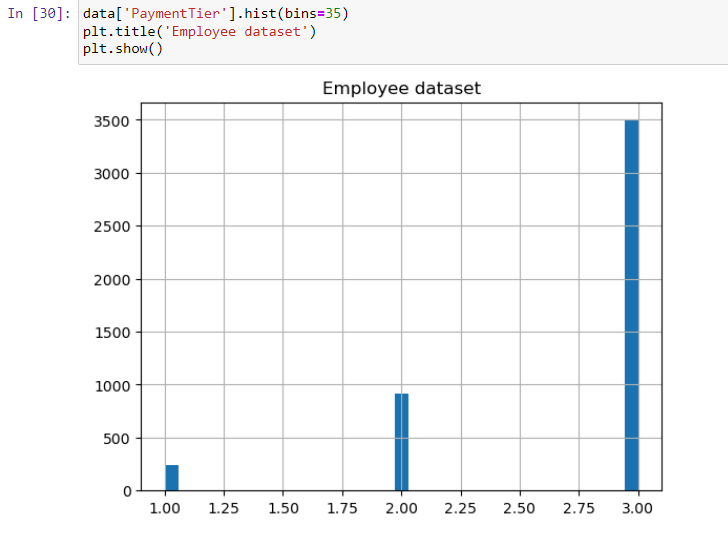 In [30]: data['PaymentTier'].hist(bins=35)
plt.title('Employee dataset')
plt.show()
Employee dataset
3500
3000
2500
2000
1500
1000
500
0
1.00 1.25 1.50 1.75 2.00 2.25 2.50 2.75 3.00